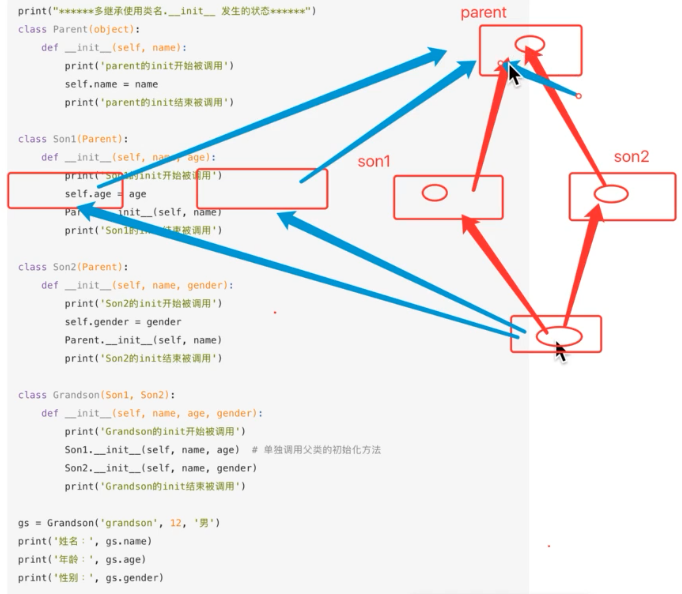 print("******多继承使用类名.__init__ 发生的状态******")
parent
class Parent(object):
    def __init__(self, name):
        print('parent的init开始被调用')
        self.name = name
        print('parent的init结束被调用')
class Son1(Parent):
    def __init__(self, name, age):
son1
son2
        print('Son1的init开始被调用')
        self.age = age
        Parent.__init__(self, name)
        print('Son1的init结束被调用')
class Son2(Parent):
    def __init__(self, name, gender):
        print('Son2的init开始被调用')
        self.gender = gender
        Parent.__init__(self, name)
        print('Son2的init结束被调用')
class Grandson(Son1, Son2):
    def __init__(self, name, age, gender):
        print('Grandson的init开始被调用')
        Son1.__init__(self, name, age)  # 单独调用父类的初始化方法
        Son2.__init__(self, name, gender)
        print('Grandson的init结束被调用')
gs = Grandson('grandson', 12, '男')
print('姓名：', gs.name)
print('年龄：', gs.age)
print('性别：', gs.gender)